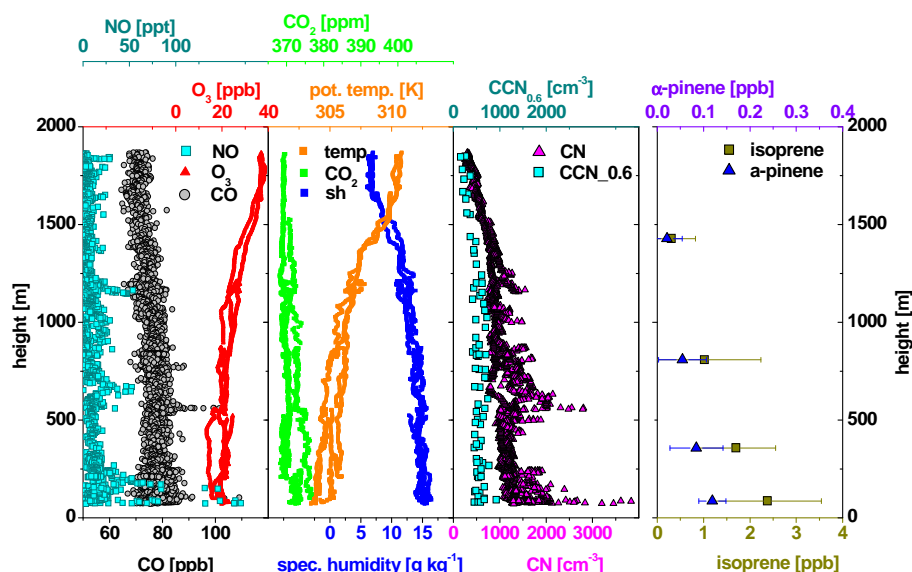 NO [ppt] CO₂ [ppm]
0 50 100 370 380 390 400
O₃ [ppb] pot. temp. [K] CCN₀.₆ [cm⁻³] α-pinene [ppb]
0 20 40 305 310 0 1000 2000 3000 0.0 0.1 0.2 0.3 0.4
2000 2000
NO temp CN isoprene
O₃ CO₂ CCN_0.6 a-pinene
CO sh
1500 1500
height [m] height [m]
1000 1000
500 500
0 0
60 80 100 0 5 10 15 0 1000 2000 3000 0 1 2 3 4
CO [ppb] spec. humidity [g kg⁻¹] CN [cm⁻³] isoprene [ppb]